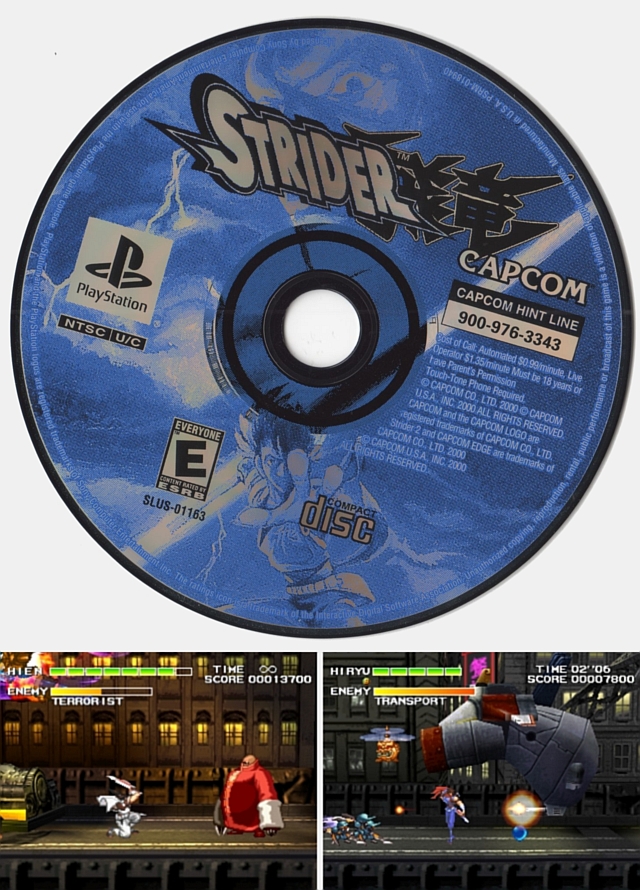 STRIDER™
飛竜
CAPCOM
CAPCOM HINT LINE
900-976-3343
Cost of Call: Automated $0.99/minute, Live
Operator $1.35/minute Must be 18 years or
Have Parent's Permission
Touch-Tone Phone Required.
© CAPCOM CO., LTD. 2000 © CAPCOM
U.S.A., INC. 2000 ALL RIGHTS RESERVED.
CAPCOM and the CAPCOM LOGO are
registered trademarks of CAPCOM CO., LTD.
Strider 2 and CAPCOM EDGE are trademarks of
CAPCOM CO., LTD. 2000
CAPCOM U.S.A., INC. 2000
ALL RIGHTS RESERVED.
PlayStation
NTSC U/C
EVERYONE
E
CONTENT RATED BY
ESRB
SLUS-01163
COMPACT
disc
HIEN
TIME ∞
SCORE 00013700
ENEMY
TERRORIST
HIRYU
TIME 02"06
SCORE 00007800
ENEMY
TRANSPORT 1